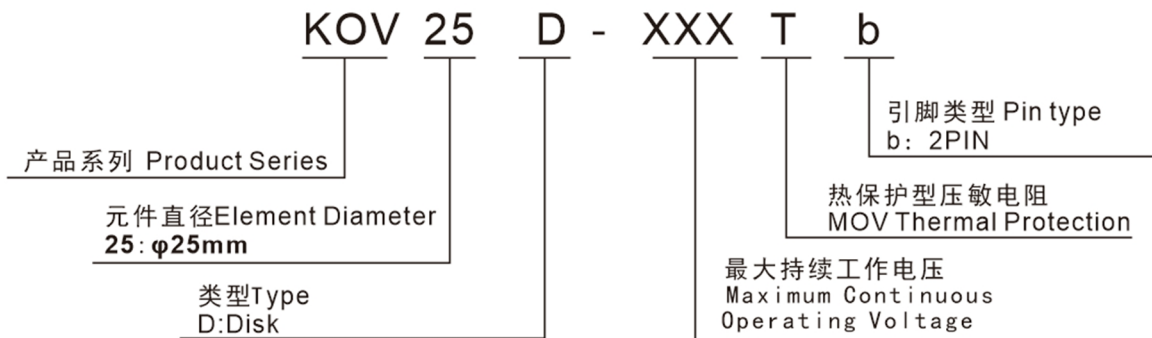 KOV 25 D - XXX T b
引脚类型 Pin type
b: 2PIN
产品系列 Product Series
热保护型压敏电阻
MOV Thermal Protection
元件直径Element Diameter
25: φ25mm
最大持续工作电压
Maximum Continuous
Operating Voltage
类型Type
D:Disk